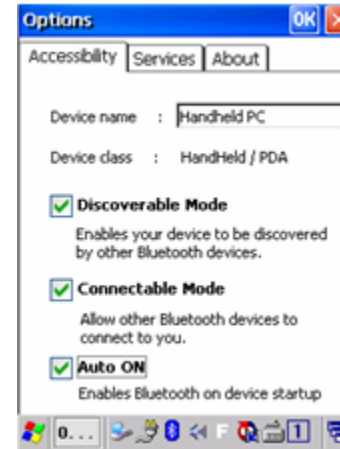 Options OK
Accessibility Services About
Device name : Handheld PC
Device class : HandHeld / PDA
Discoverable Mode
Enables your device to be discovered
by other Bluetooth devices.
Connectable Mode
Allow other Bluetooth devices to
connect to you.
Auto ON
Enables Bluetooth on device startup
0... F 1